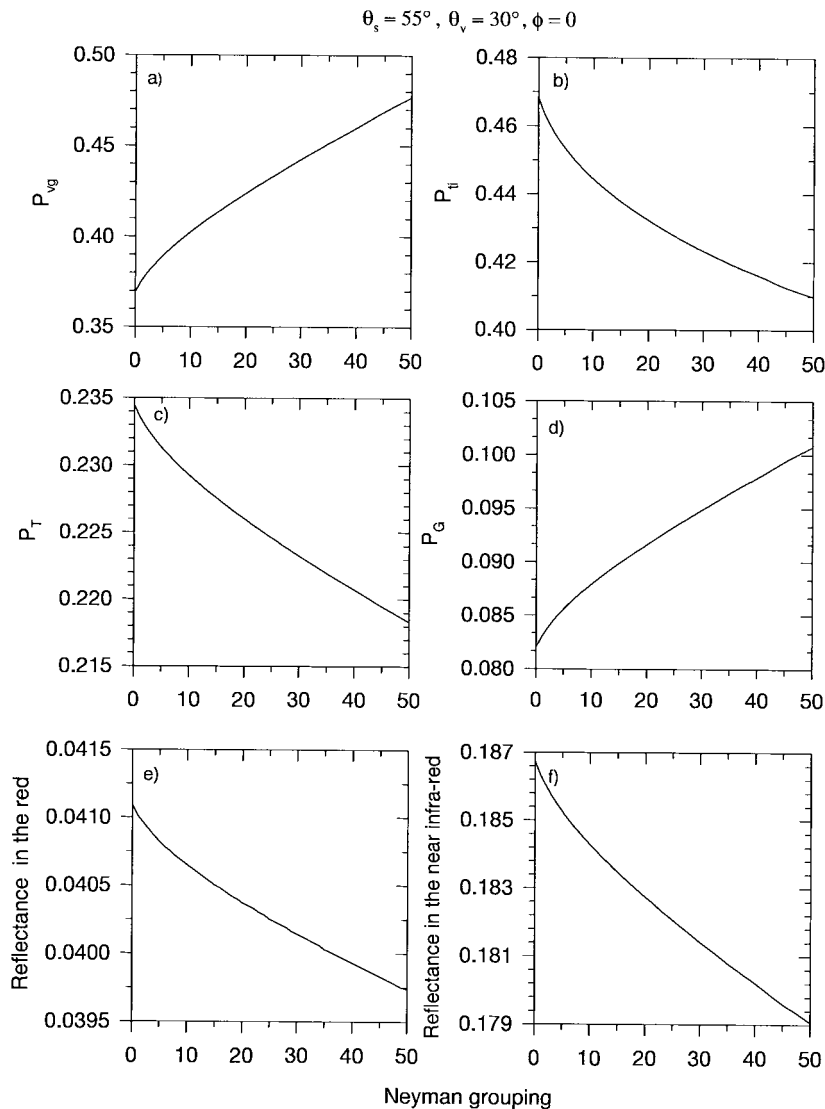 θs = 55°, θv = 30°, ϕ = 0
a)
Pvg
0.50
0.45
0.40
0.35
0 10 20 30 40 50
b)
Pti
0.48
0.46
0.44
0.42
0.40
0 10 20 30 40 50
c)
PT
0.235
0.230
0.225
0.220
0.215
0 10 20 30 40 50
d)
PG
0.105
0.100
0.095
0.090
0.085
0.080
0 10 20 30 40 50
e)
Reflectance in the red
0.0415
0.0410
0.0405
0.0400
0.0395
0 10 20 30 40 50
f)
Reflectance in the near infra-red
0.187
0.185
0.183
0.181
0.179
0 10 20 30 40 50
Neyman grouping